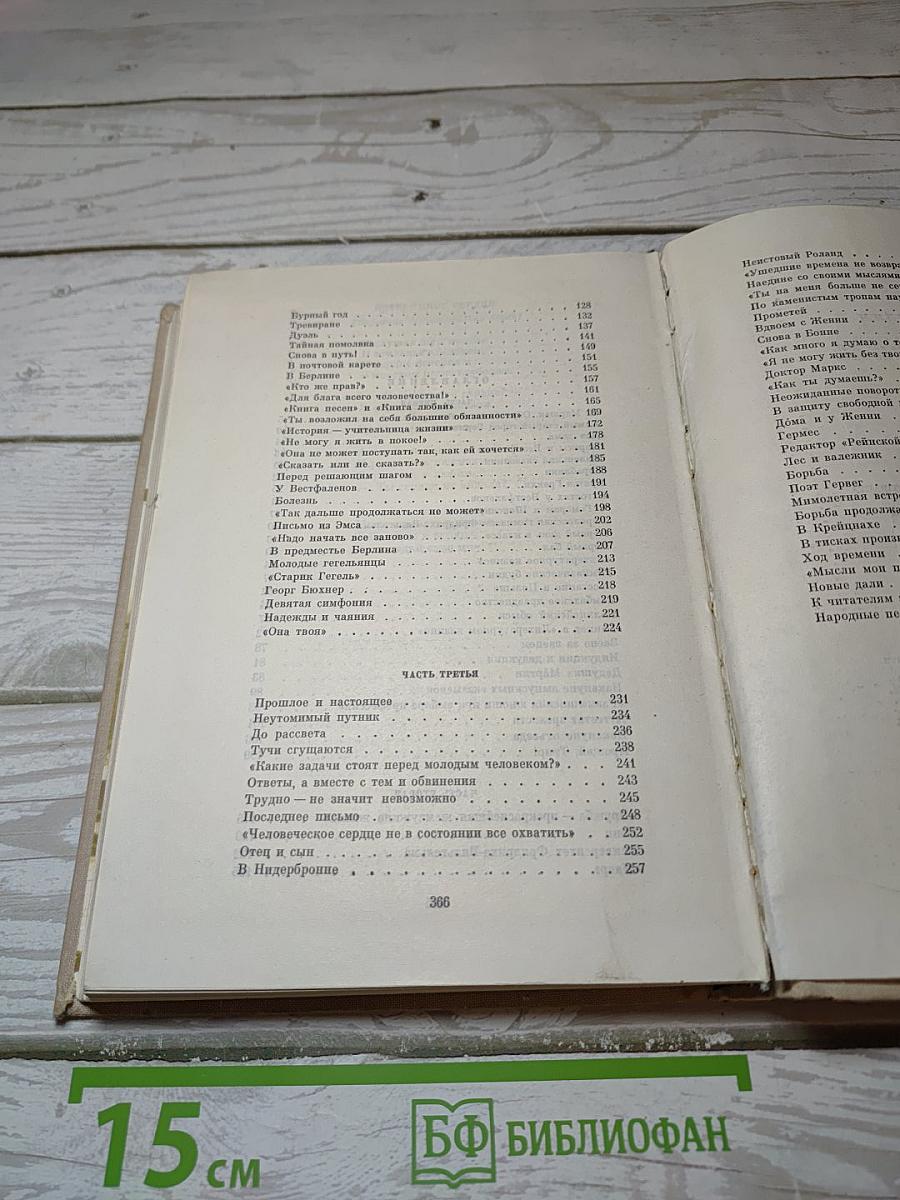 Бурный год . . . 128
Тревиране . . . 132
Дуэль . . . 137
Тайная помолвка . . . 141
Снова в путь! . . . 149
В почтовой карете . . . 151
В Берлине . . . 155
«Кто же прав?» . . . 157
«Для блага всего человечества!» . . . 161
«Книга песен» и «Книга любви» . . . 165
«Ты возложил на себя большие обязанности» . . . 169
«История — учительница жизни» . . . 172
«Не могу я жить в покое!» . . . 178
«Она не может поступать так, как ей хочется» . . . 181
«Сказать или не сказать?» . . . 185
Перед решающим шагом . . . 188
У Вестфаленов . . . 191
Болезнь . . . 194
«Так дальше продолжаться не может» . . . 198
Письмо из Эмса . . . 202
«Надо начать все заново» . . . 206
В предместье Берлина . . . 207
Молодые гегельянцы . . . 213
«Старик Гегель» . . . 215
Георг Бюхнер . . . 218
Девятая симфония . . . 219
Надежды и чаяния . . . 221
«Она твоя» . . . 224
ЧАСТЬ ТРЕТЬЯ
Прошлое и настоящее . . . 231
Неутомимый путник . . . 234
До рассвета . . . 236
Тучи сгущаются . . . 238
«Какие задачи стоят перед молодым человеком?» . . . 241
Ответы, а вместе с тем и обвинения . . . 243
Трудно — не значит невозможно . . . 245
Последнее письмо . . . 248
«Человеческое сердце не в состоянии все охватить» . . 252
Отец и сын . . . 255
В Нидербронне . . . 257
366
Неистовый Роланд . . . .
«Ушедшие времена не
Наедине со своими мыслями
«Ты на меня больше не
По каменистым тропам
Прометей . . .
Вдвоем с Женни . . .
Снова в Бонне . . .
«Как много я думаю о
«Я не могу жить без
Доктор Маркс . . .
«Как ты думаешь?» . .
Неожиданные
В защиту свободной
Дома и у Женни . .
Гермес . . .
Редактор «Рейнской
Лес и валежник . .
Борьба . . .
Поэт Гервег . . .
Мимолетная
Борьба
В Крейцнахе . .
В тисках
Ход времени . .
«Мысли мои
Новые дали . .
К читателям
Народные
15 см
БФ БИБЛИОФАН